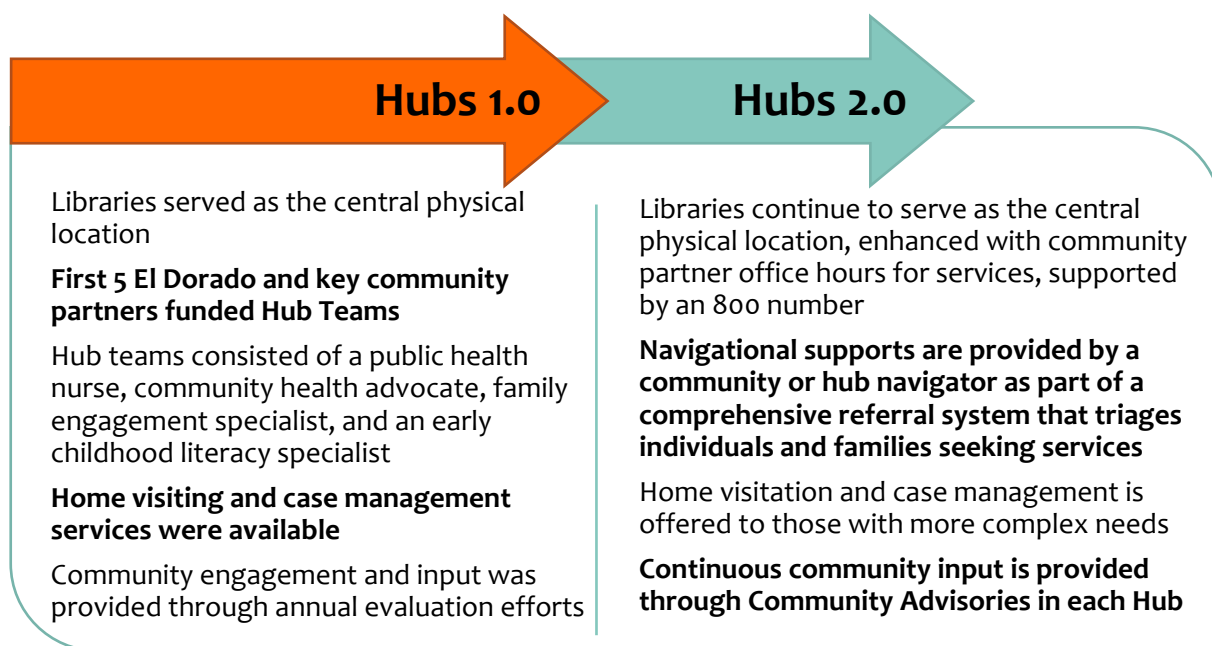 Hubs 1.0
Hubs 2.0
Libraries served as the central physical
location
First 5 El Dorado and key community
partners funded Hub Teams
Hub teams consisted of a public health
nurse, community health advocate, family
engagement specialist, and an early
childhood literacy specialist
Home visiting and case management
services were available
Community engagement and input was
provided through annual evaluation efforts
Libraries continue to serve as the central
physical location, enhanced with community
partner office hours for services, supported
by an 800 number
Navigational supports are provided by a
community or hub navigator as part of a
comprehensive referral system that triages
individuals and families seeking services
Home visitation and case management is
offered to those with more complex needs
Continuous community input is provided
through Community Advisories in each Hub